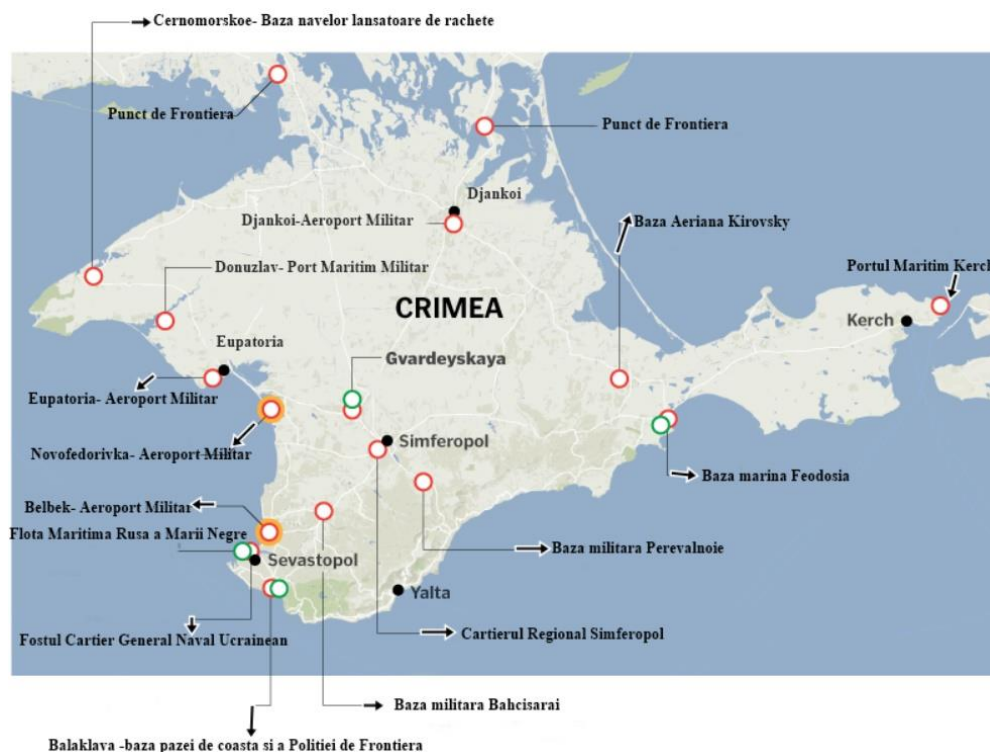 Cernomorskoe- Baza navelor lansatoare de rachete
Punct de Frontiera
Punct de Frontiera
Djankoi
Djankoi-Aeroport Militar
Baza Aeriana Kirovsky
Donuzlav- Port Maritim Militar
Portul Maritim Kerch
CRIMEA
Kerch
Eupatoria
Gvardeyskaya
Eupatoria- Aeroport Militar
Simferopol
Novofedorivka- Aeroport Militar
Baza marina Feodosia
Belbek- Aeroport Militar
Flota Maritima Rusa a Marii Negre
Sevastopol
Baza militara Perevalnoie
Yalta
Fostul Cartier General Naval Ucrainean
Cartierul Regional Simferopol
Baza militara Bahcisarai
Balaklava -baza pazei de coasta si a Politiei de Frontiera